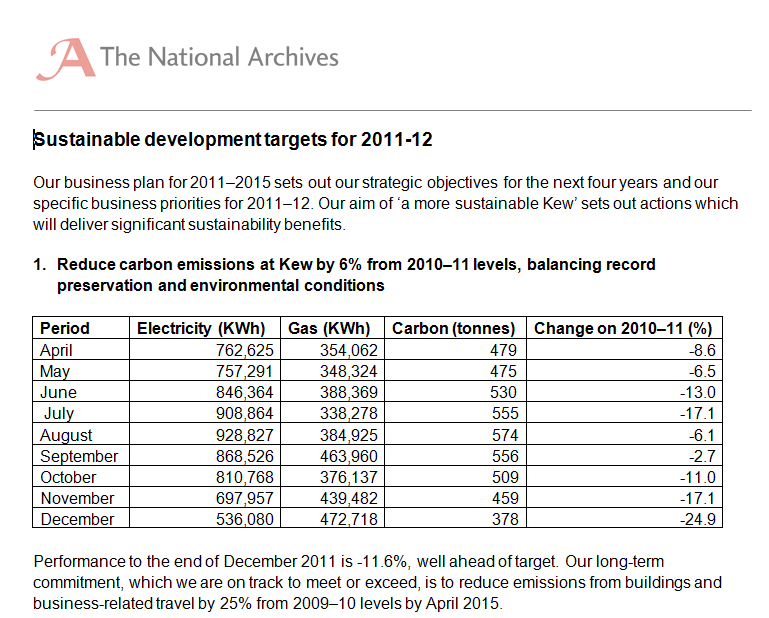 The National Archives
Sustainable development targets for 2011-12
Our business plan for 2011–2015 sets out our strategic objectives for the next four years and our
specific business priorities for 2011–12. Our aim of ‘a more sustainable Kew’ sets out actions which
will deliver significant sustainability benefits.
1. Reduce carbon emissions at Kew by 6% from 2010–11 levels, balancing record
preservation and environmental conditions
Period Electricity (KWh) Gas (KWh) Carbon (tonnes) Change on 2010–11 (%)
April 762,625 354,062 479 -8.6
May 757,291 348,324 475 -6.5
June 846,364 388,369 530 -13.0
July 908,864 338,278 555 -17.1
August 928,827 384,925 574 -6.1
September 868,526 463,960 556 -2.7
October 810,768 376,137 509 -11.0
November 697,957 439,482 459 -17.1
December 536,080 472,718 378 -24.9
Performance to the end of December 2011 is -11.6%, well ahead of target. Our long-term
commitment, which we are on track to meet or exceed, is to reduce emissions from buildings and
business-related travel by 25% from 2009–10 levels by April 2015.